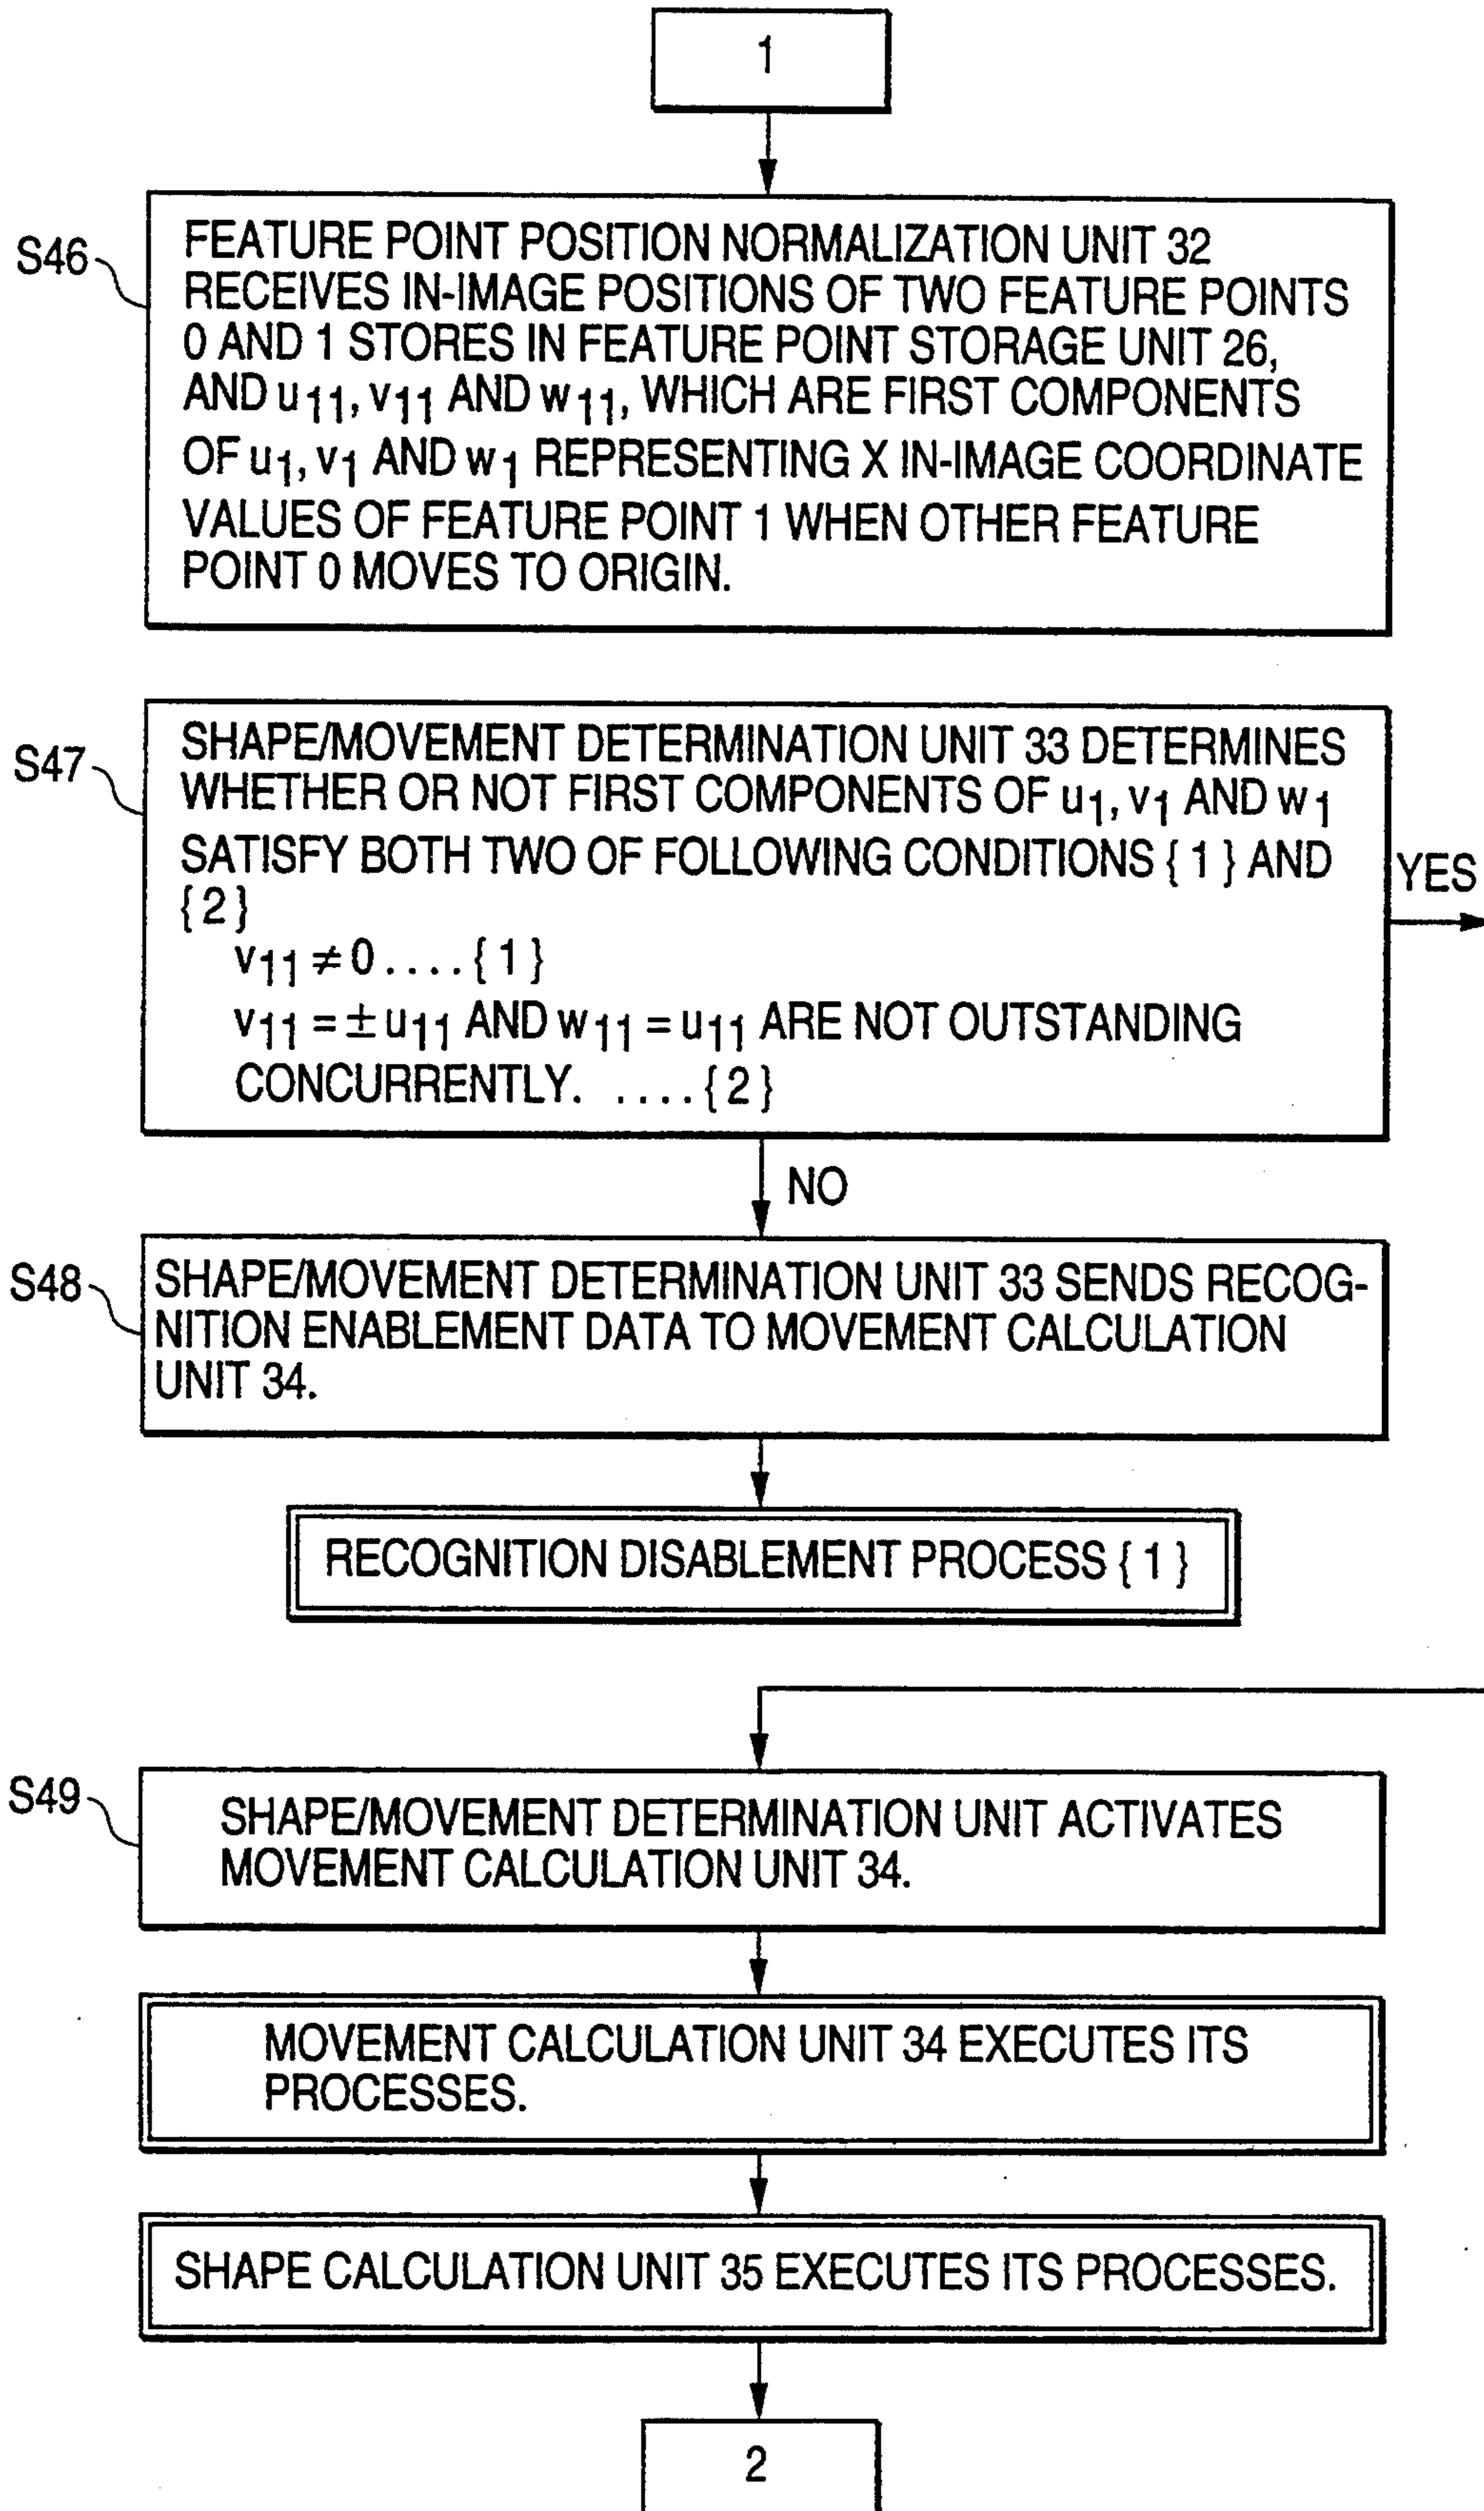 1
S46
FEATURE POINT POSITION NORMALIZATION UNIT 32
RECEIVES IN-IMAGE POSITIONS OF TWO FEATURE POINTS
0 AND 1 STORES IN FEATURE POINT STORAGE UNIT 26,
AND u11, v11 AND w11, WHICH ARE FIRST COMPONENTS
OF u1, v1 AND w1 REPRESENTING X IN-IMAGE COORDINATE
VALUES OF FEATURE POINT 1 WHEN OTHER FEATURE
POINT 0 MOVES TO ORIGIN.
S47
SHAPE/MOVEMENT DETERMINATION UNIT 33 DETERMINES
WHETHER OR NOT FIRST COMPONENTS OF u1, v1 AND w1
SATISFY BOTH TWO OF FOLLOWING CONDITIONS { 1 } AND
{ 2 }
v11 ≠ 0 .... { 1 }
v11 = ± u11 AND w11 = u11 ARE NOT OUTSTANDING
CONCURRENTLY. .... { 2 }
YES
NO
S48
SHAPE/MOVEMENT DETERMINATION UNIT 33 SENDS RECOG-
NITION ENABLEMENT DATA TO MOVEMENT CALCULATION
UNIT 34.
RECOGNITION DISABLEMENT PROCESS { 1 }
S49
SHAPE/MOVEMENT DETERMINATION UNIT ACTIVATES
MOVEMENT CALCULATION UNIT 34.
MOVEMENT CALCULATION UNIT 34 EXECUTES ITS
PROCESSES.
SHAPE CALCULATION UNIT 35 EXECUTES ITS PROCESSES.
2